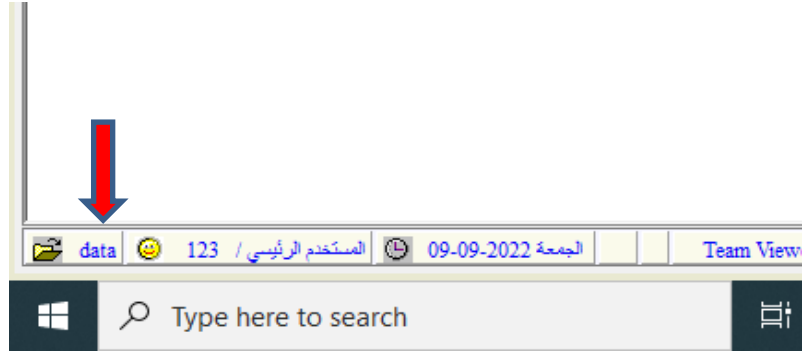 data 123 / المستخدم الرئيسي 09-09-2022 الجمعة Team View
Type here to search